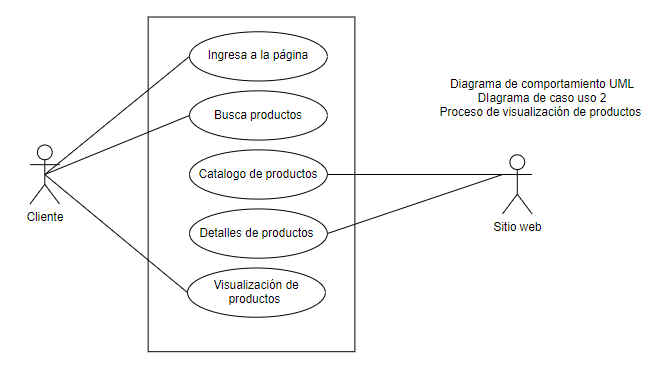 Ingresa a la página
Diagrama de comportamiento UML
DIagrama de caso uso 2
Proceso de visualización de productos
Busca productos
Catalogo de productos
Cliente
Sitio web
Detalles de productos
Visualización de
productos